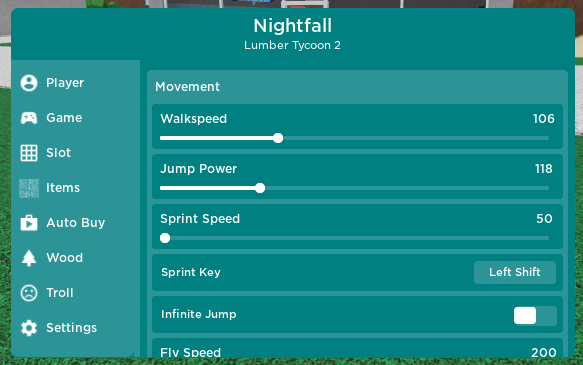 Nightfall
Lumber Tycoon 2
Player
Game
Slot
Items
Auto Buy
Wood
Troll
Settings
Movement
Walkspeed 106
Jump Power 118
Sprint Speed 50
Sprint Key Left Shift
Infinite Jump
Fly Speed 200